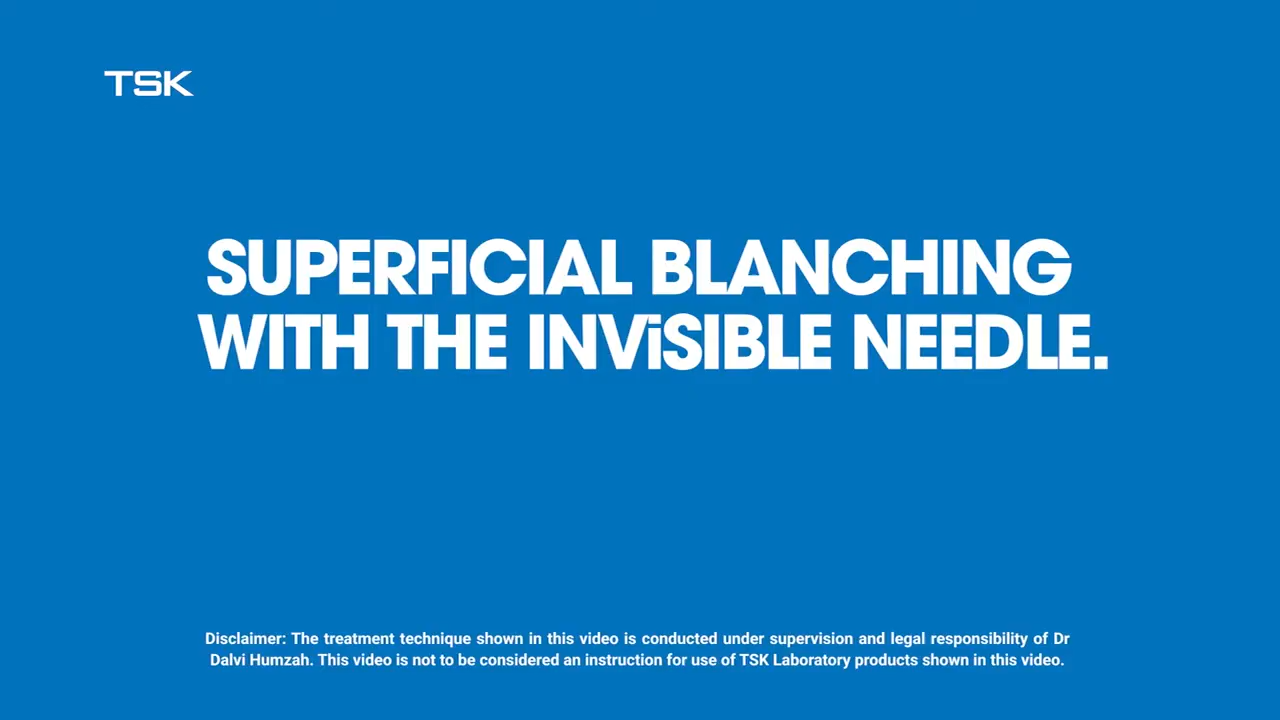 TSK
SUPERFICIAL BLANCHING
WITH THE INViSIBLE NEEDLE.
Disclaimer: The treatment technique shown in this video is conducted under supervision and legal responsibility of Dr
Dalvi Humzah. This video is not to be considered an instruction for use of TSK Laboratory products shown in this video.